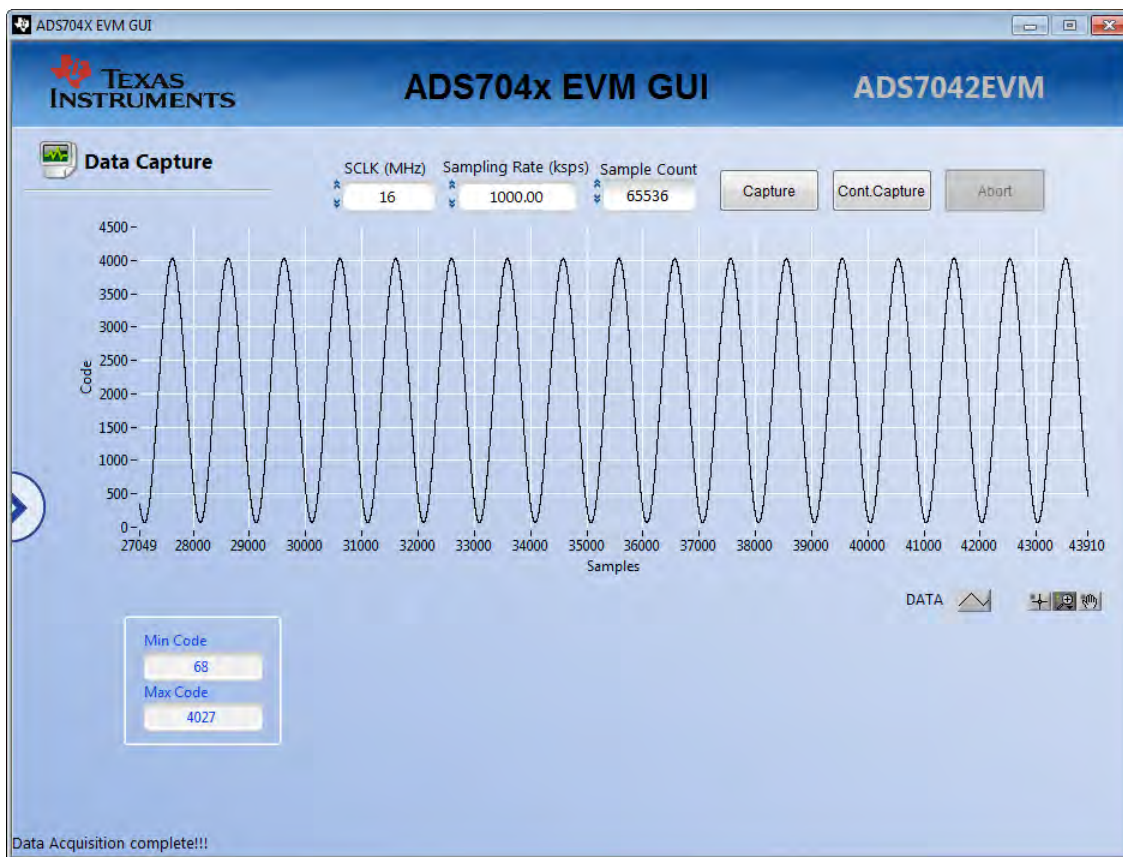 ADS704X EVM GUI
TEXAS INSTRUMENTS
ADS704x EVM GUI
ADS7042EVM
Data Capture
SCLK (MHz)
16
Sampling Rate (ksps)
1000.00
Sample Count
65536
Capture
Cont.Capture
Abort
4500
4000
3500
3000
2500
2000
1500
1000
500
0
Code
27049 28000 29000 30000 31000 32000 33000 34000 35000 36000 37000 38000 39000 40000 41000 42000 43000 43910
Samples
DATA
Min Code
68
Max Code
4027
Data Acquisition complete!!!